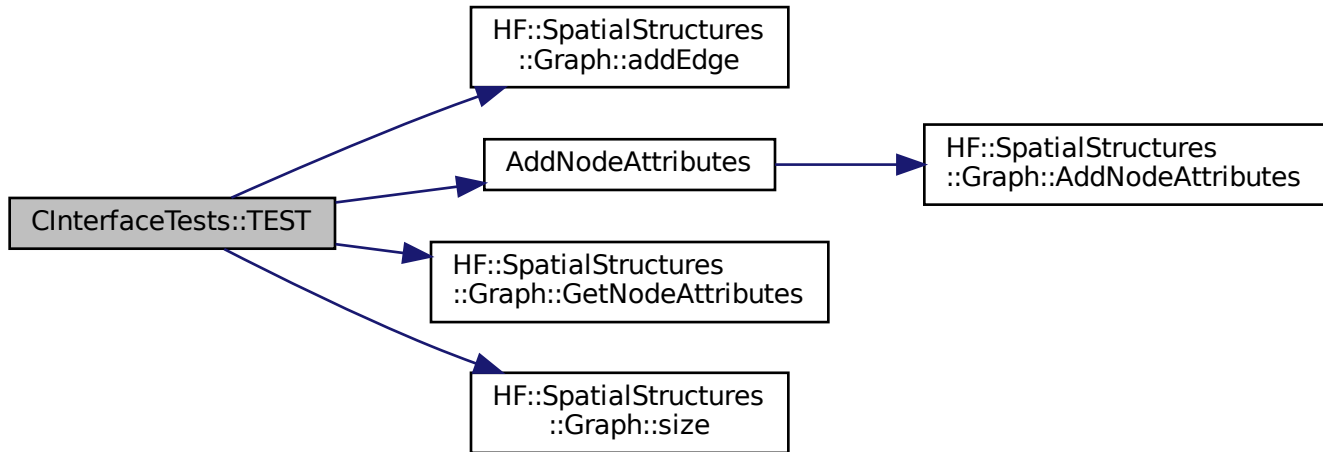 HF::SpatialStructures
::Graph::addEdge
AddNodeAttributes
HF::SpatialStructures
::Graph::AddNodeAttributes
CInterfaceTests::TEST
HF::SpatialStructures
::Graph::GetNodeAttributes
HF::SpatialStructures
::Graph::size